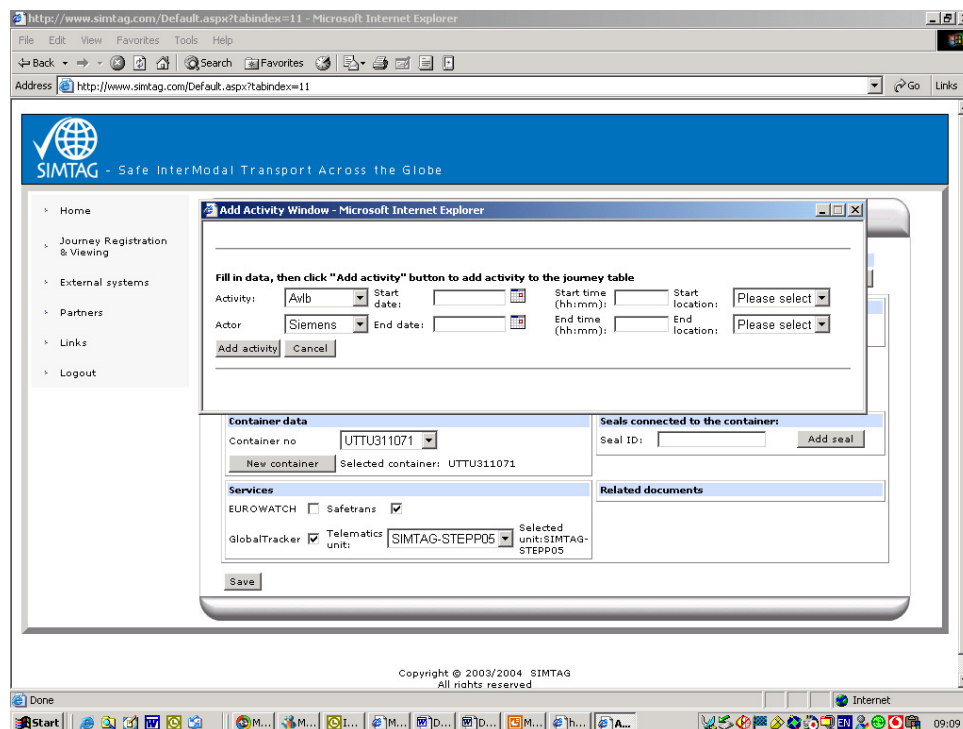 http://www.simtag.com/Default.aspx?tabindex=11 - Microsoft Internet Explorer
File Edit View Favorites Tools Help
Back Search Favorites
Address http://www.simtag.com/Default.aspx?tabindex=11 Go Links
SIMTAG - Safe InterModal Transport Across the Globe
Home
Journey Registration
& Viewing
External systems
Partners
Links
Logout
Add Activity Window - Microsoft Internet Explorer
Fill in data, then click "Add activity" button to add activity to the journey table
Activity: Avlb Start date: Start time (hh:mm): Start location: Please select
Actor Siemens End date: End time (hh:mm): End location: Please select
Add activity Cancel
Container data
Container no UTTU311071
New container Selected container: UTTU311071
Seals connected to the container:
Seal ID: Add seal
Services
EUROWATCH Safetrans
GlobalTracker Telematics unit: SIMTAG-STEPP05 Selected unit:SIMTAG-STEPP05
Related documents
Save
Copyright © 2003/2004 SIMTAG
All rights reserved
Done Internet
Start M... M... I... M... D... D... M... h... A... EN 09:09